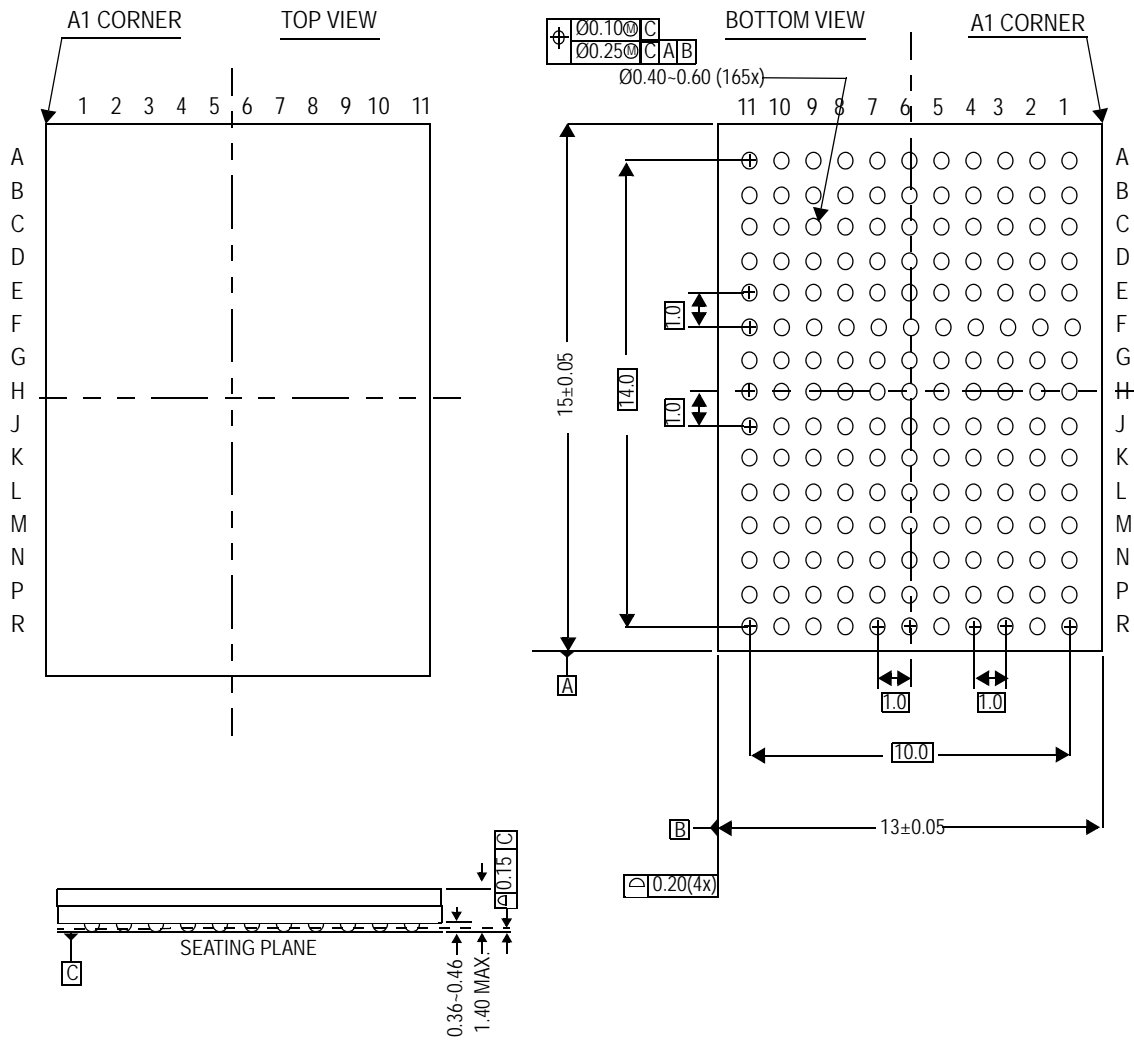 A1 CORNER
TOP VIEW
1 2 3 4 5 6 7 8 9 10 11
A
B
C
D
E
F
G
H
J
K
L
M
N
P
R
BOTTOM VIEW
A1 CORNER
Ø0.10Ⓜ C
Ø0.25Ⓜ C A B
Ø0.40~0.60 (165x)
11 10 9 8 7 6 5 4 3 2 1
A
B
C
D
E
F
G
H
J
K
L
M
N
P
R
1.0
1.0
14.0
15±0.05
A
1.0
1.0
10.0
B
13±0.05
0.20(4x)
0.15 C
SEATING PLANE
C
0.36~0.46
1.40 MAX.